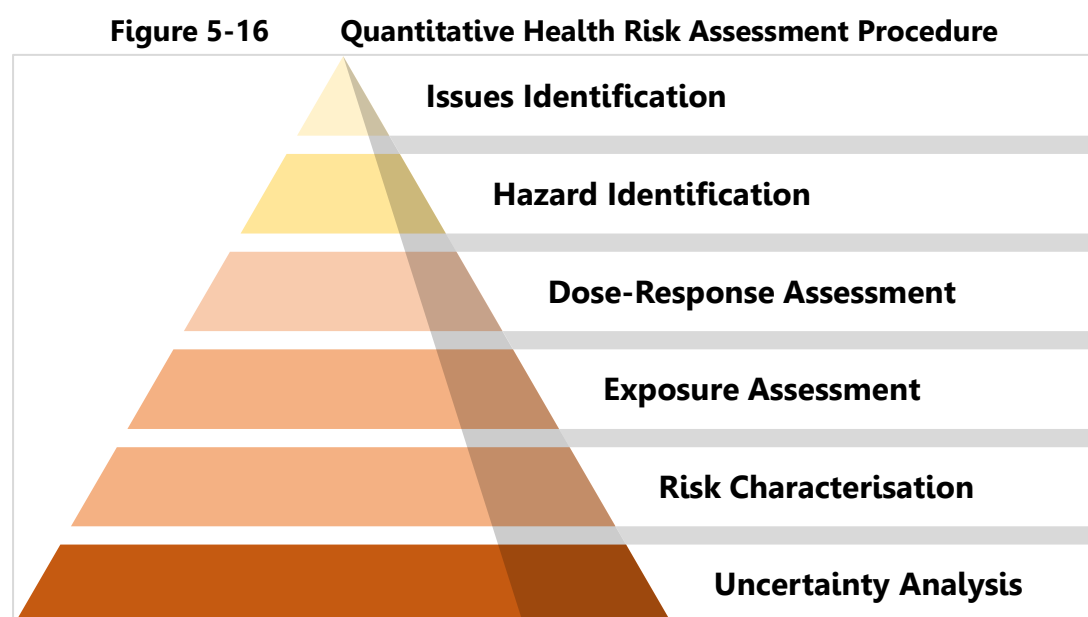 Figure 5-16 Quantitative Health Risk Assessment Procedure
Issues Identification
Hazard Identification
Dose-Response Assessment
Exposure Assessment
Risk Characterisation
Uncertainty Analysis